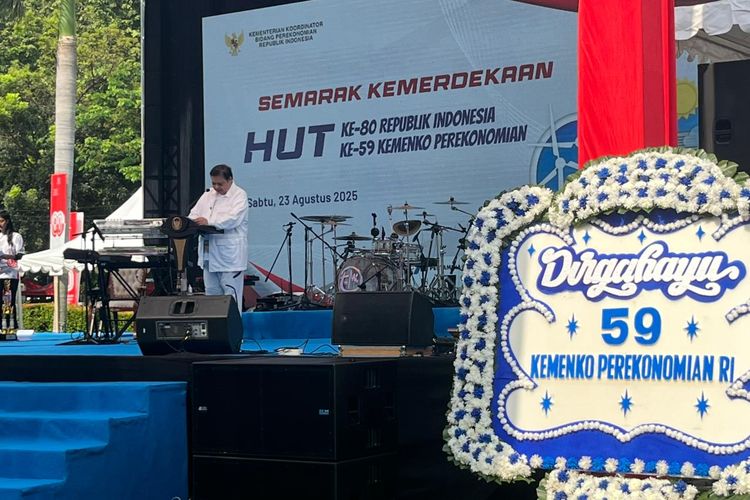 KEMENTERIAN KOORDINATOR
BIDANG PEREKONOMIAN
REPUBLIK INDONESIA
SEMARAK KEMERDEKAAN
HUT KE-80 REPUBLIK INDONESIA
KE-59 KEMENKO PEREKONOMIAN
Sabtu, 23 Agustus 2025
Dirgahayu
59
KEMENKO PEREKONOMIAN RI
80